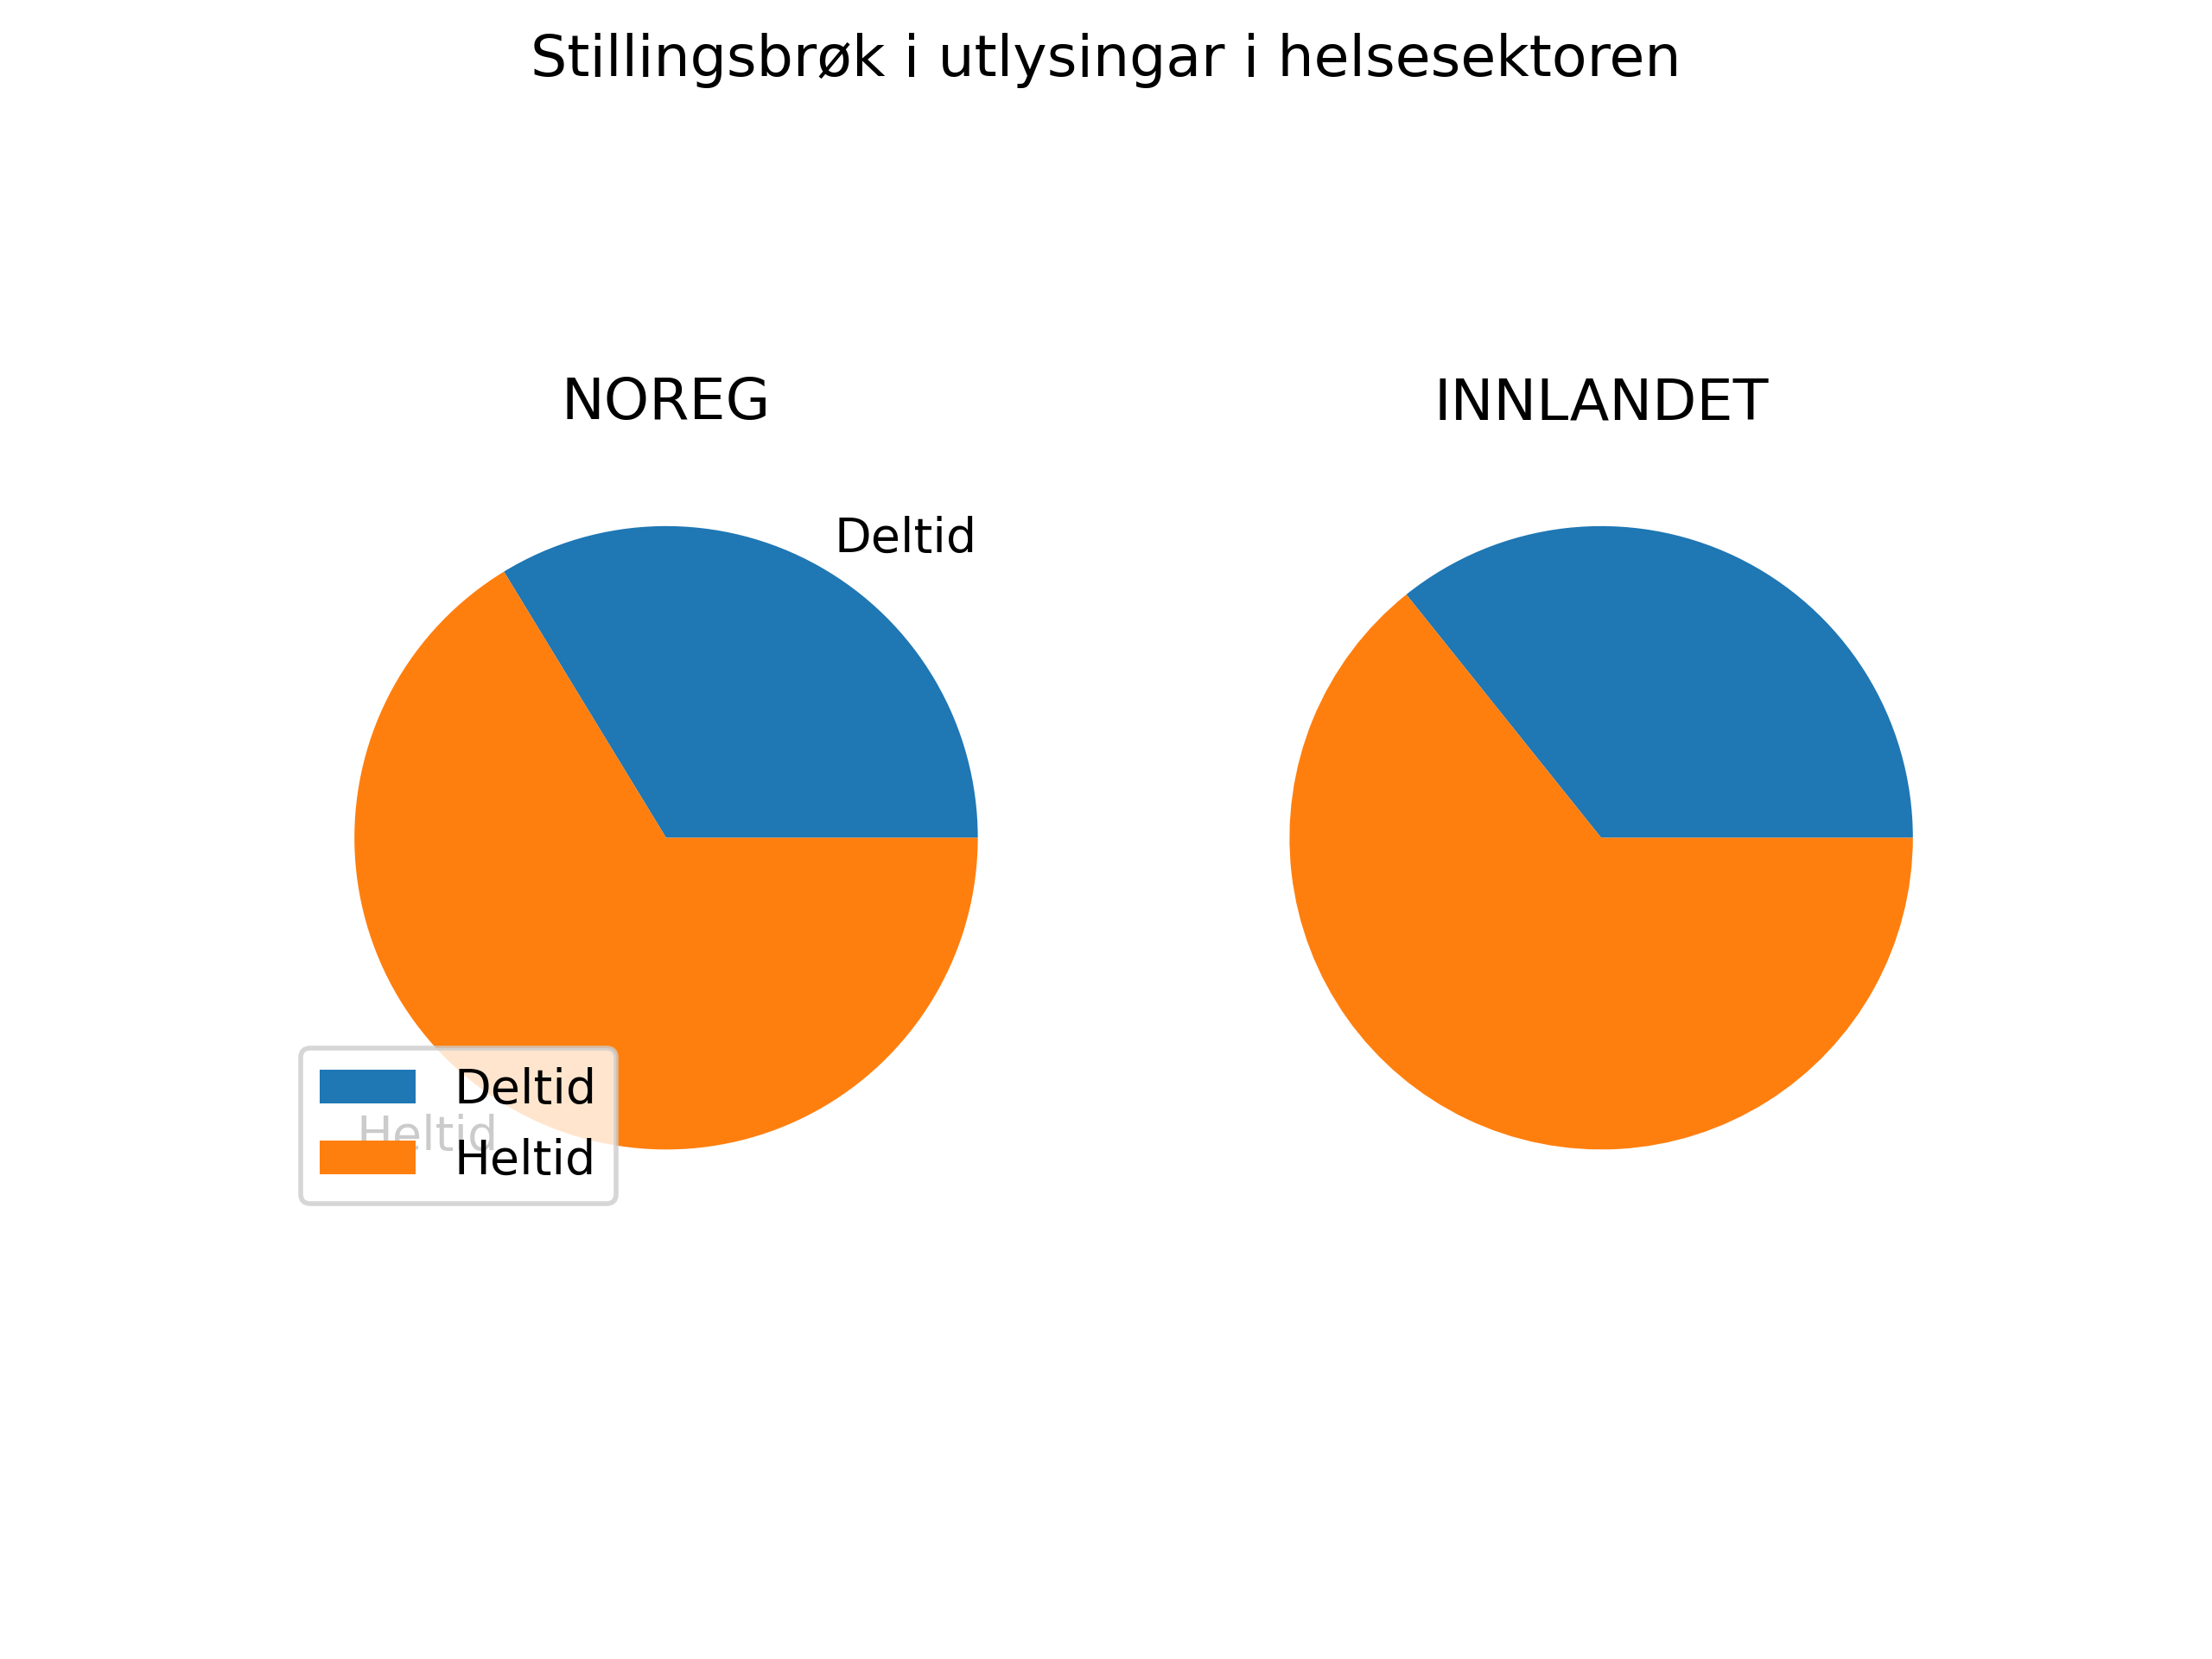 Stillingsbrøk i utlysingar i helsesektoren
NOREG
INNLANDET
Deltid
Deltid
Heltid
Heltid